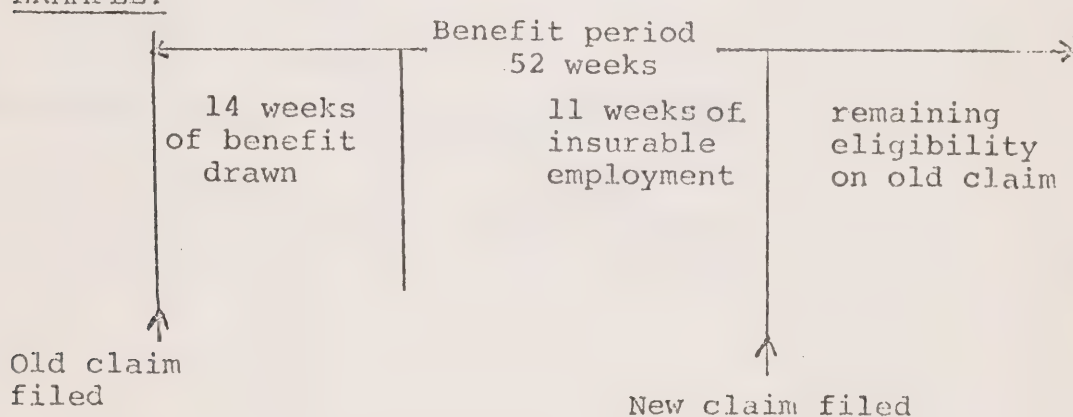 Benefit period
52 weeks
14 weeks
of benefit
drawn
11 weeks of
insurable
employment
remaining
eligibility
on old claim
Old claim
filed
New claim filed